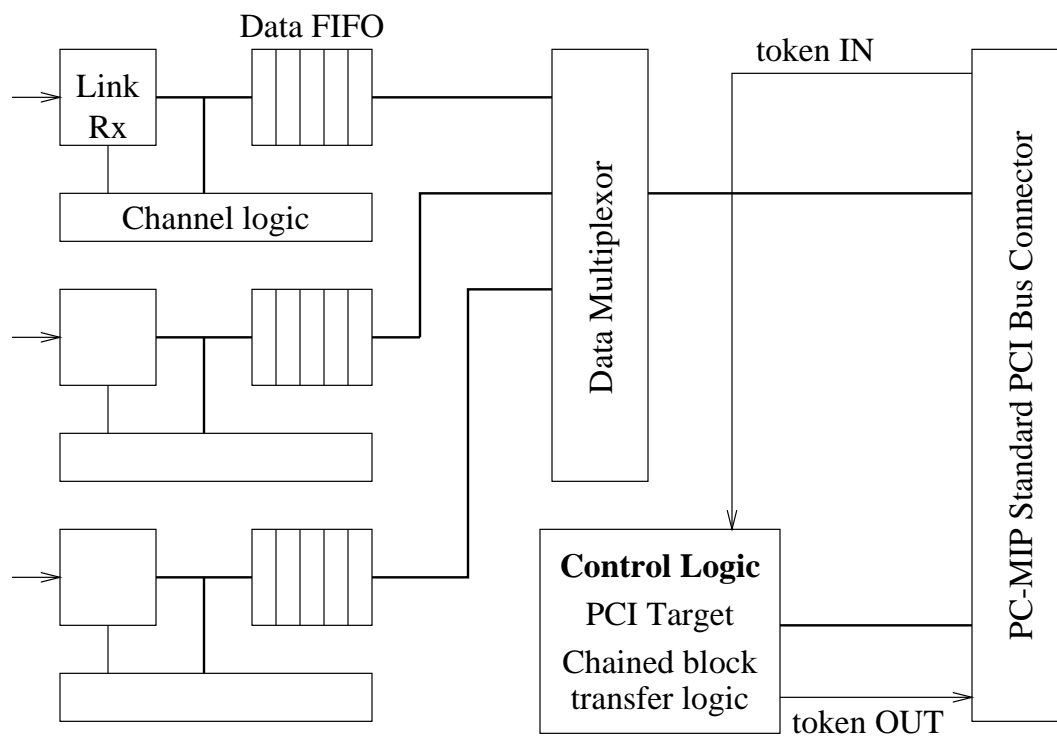 Data FIFO
token IN
Link
Rx
Channel logic
Data Multiplexor
PC-MIP Standard PCI Bus Connector
Control Logic
PCI Target
Chained block
transfer logic
token OUT